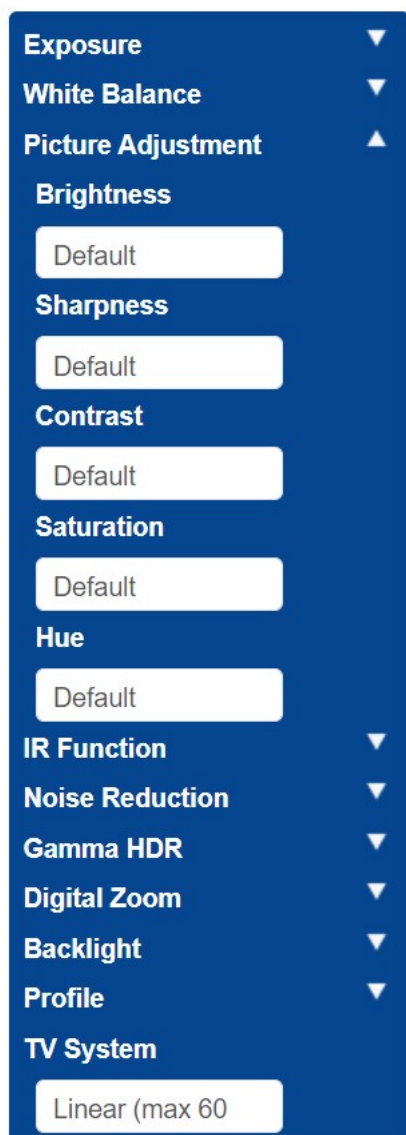 Exposure
White Balance
Picture Adjustment
Brightness
Default
Sharpness
Default
Contrast
Default
Saturation
Default
Hue
Default
IR Function
Noise Reduction
Gamma HDR
Digital Zoom
Backlight
Profile
TV System
Linear (max 60